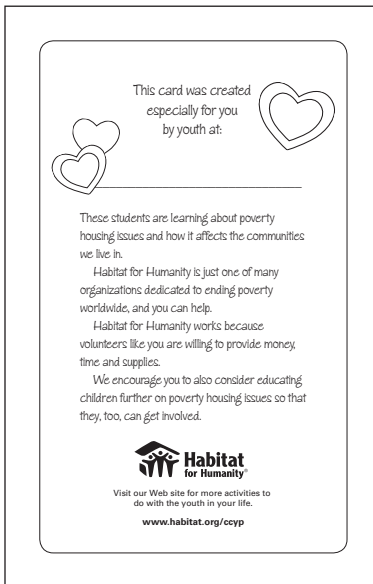 This card was created
especially for you
by youth at:
These students are learning about poverty
housing issues and how it affects the communities
we live in.
Habitat for Humanity is just one of many
organizations dedicated to ending poverty
worldwide, and you can help.
Habitat for Humanity works because
volunteers like you are willing to provide money,
time and supplies.
We encourage you to also consider educating
children further on poverty housing issues so that
they, too, can get involved.
Habitat
for Humanity®
Visit our Web site for more activities to
do with the youth in your life.
www.habitat.org/ccyp